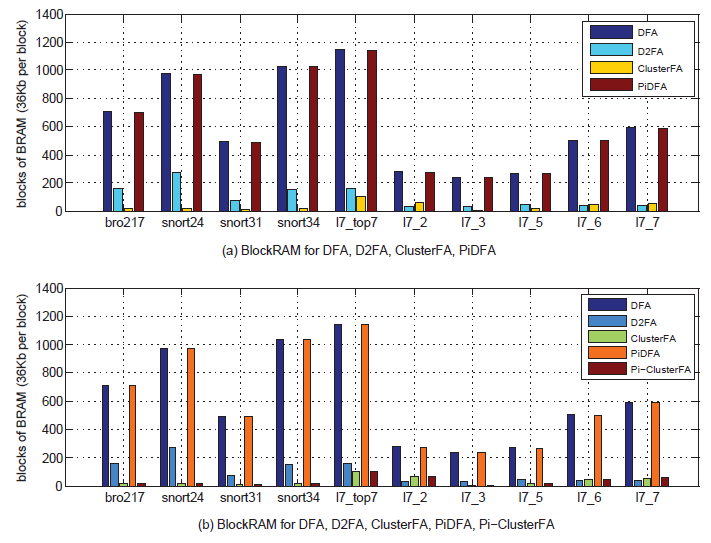 1400
1200
1000
800
600
400
200
0
blocks of BRAM (36Kb per block)
DFA
D2FA
ClusterFA
PiDFA
bro217 snort24 snort31 snort34 l7_top7 l7_2 l7_3 l7_5 l7_6 l7_7
(a) BlockRAM for DFA, D2FA, ClusterFA, PiDFA
1400
1200
1000
800
600
400
200
0
blocks of BRAM (36Kb per block)
DFA
D2FA
ClusterFA
PiDFA
Pi−ClusterFA
bro217 snort24 snort31 snort34 l7_top7 l7_2 l7_3 l7_5 l7_6 l7_7
(b) BlockRAM for DFA, D2FA, ClusterFA, PiDFA, Pi−ClusterFA